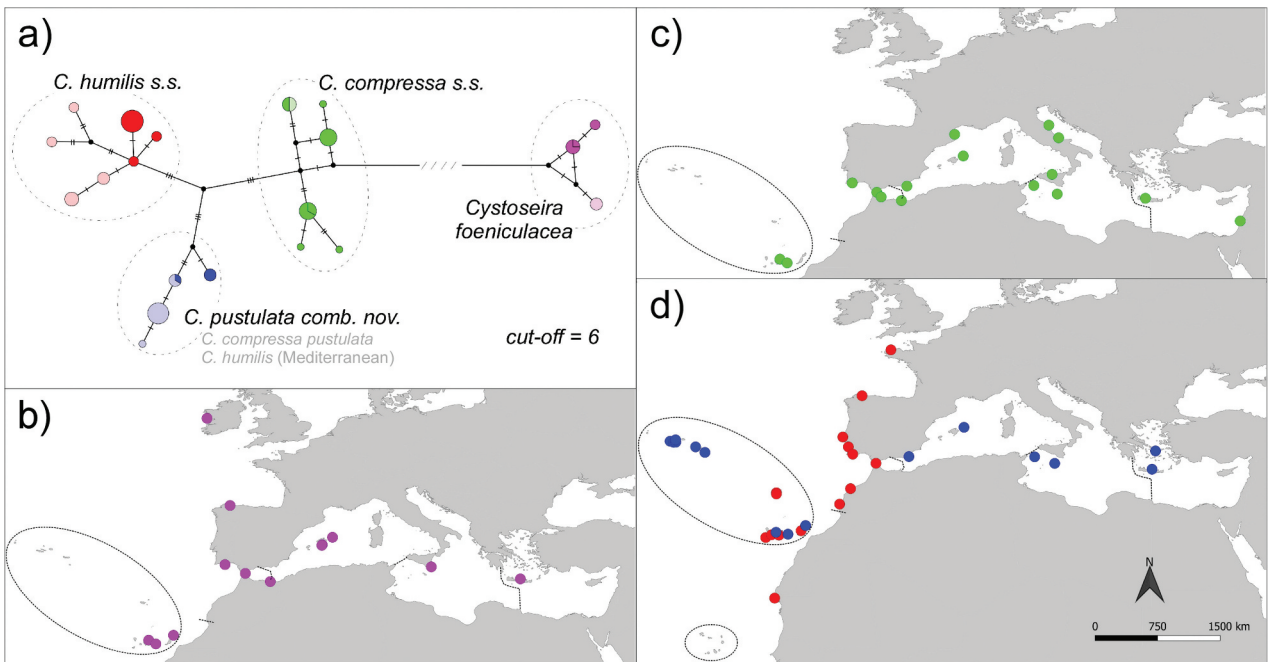 a)
C. humilis s.s.
C. compressa s.s.
Cystoseira
foeniculacea
C. pustulata comb. nov.
C. compressa pustulata
C. humilis (Mediterranean)
cut-off = 6
b)
c)
d)
N
0 750 1500 km